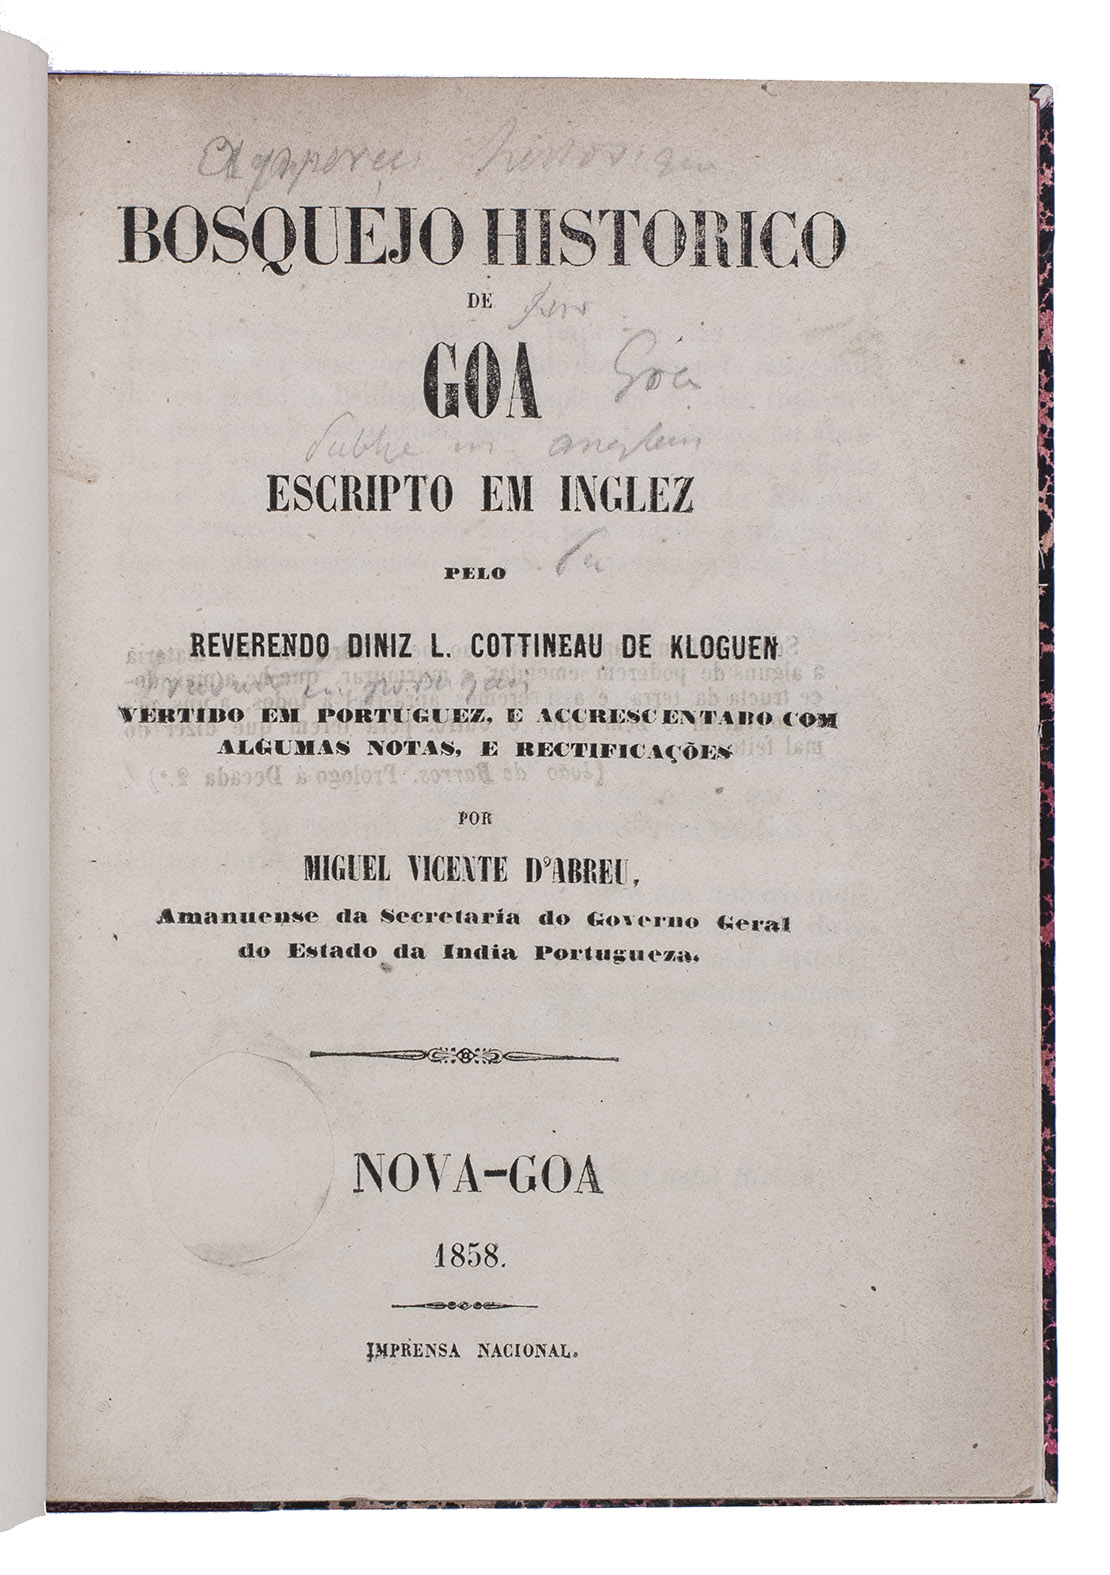 BOSQUEJO HISTORICO
DE
GOA
Goa
ESCRIPTO EM INGLEZ
PELO
REVERENDO DINIZ L. COTTINEAU DE KLOGUEN
VERTIDO EM PORTUGUEZ, E ACCRESCENTADO COM
ALGUMAS NOTAS, E RECTIFICAÇÕES
POR
MIGUEL VICENTE D'ABREU,
Amanuense da Secretaria do Governo Geral
do Estado da India Portugueza.
NOVA-GOA
1858.
IMPRENSA NACIONAL.